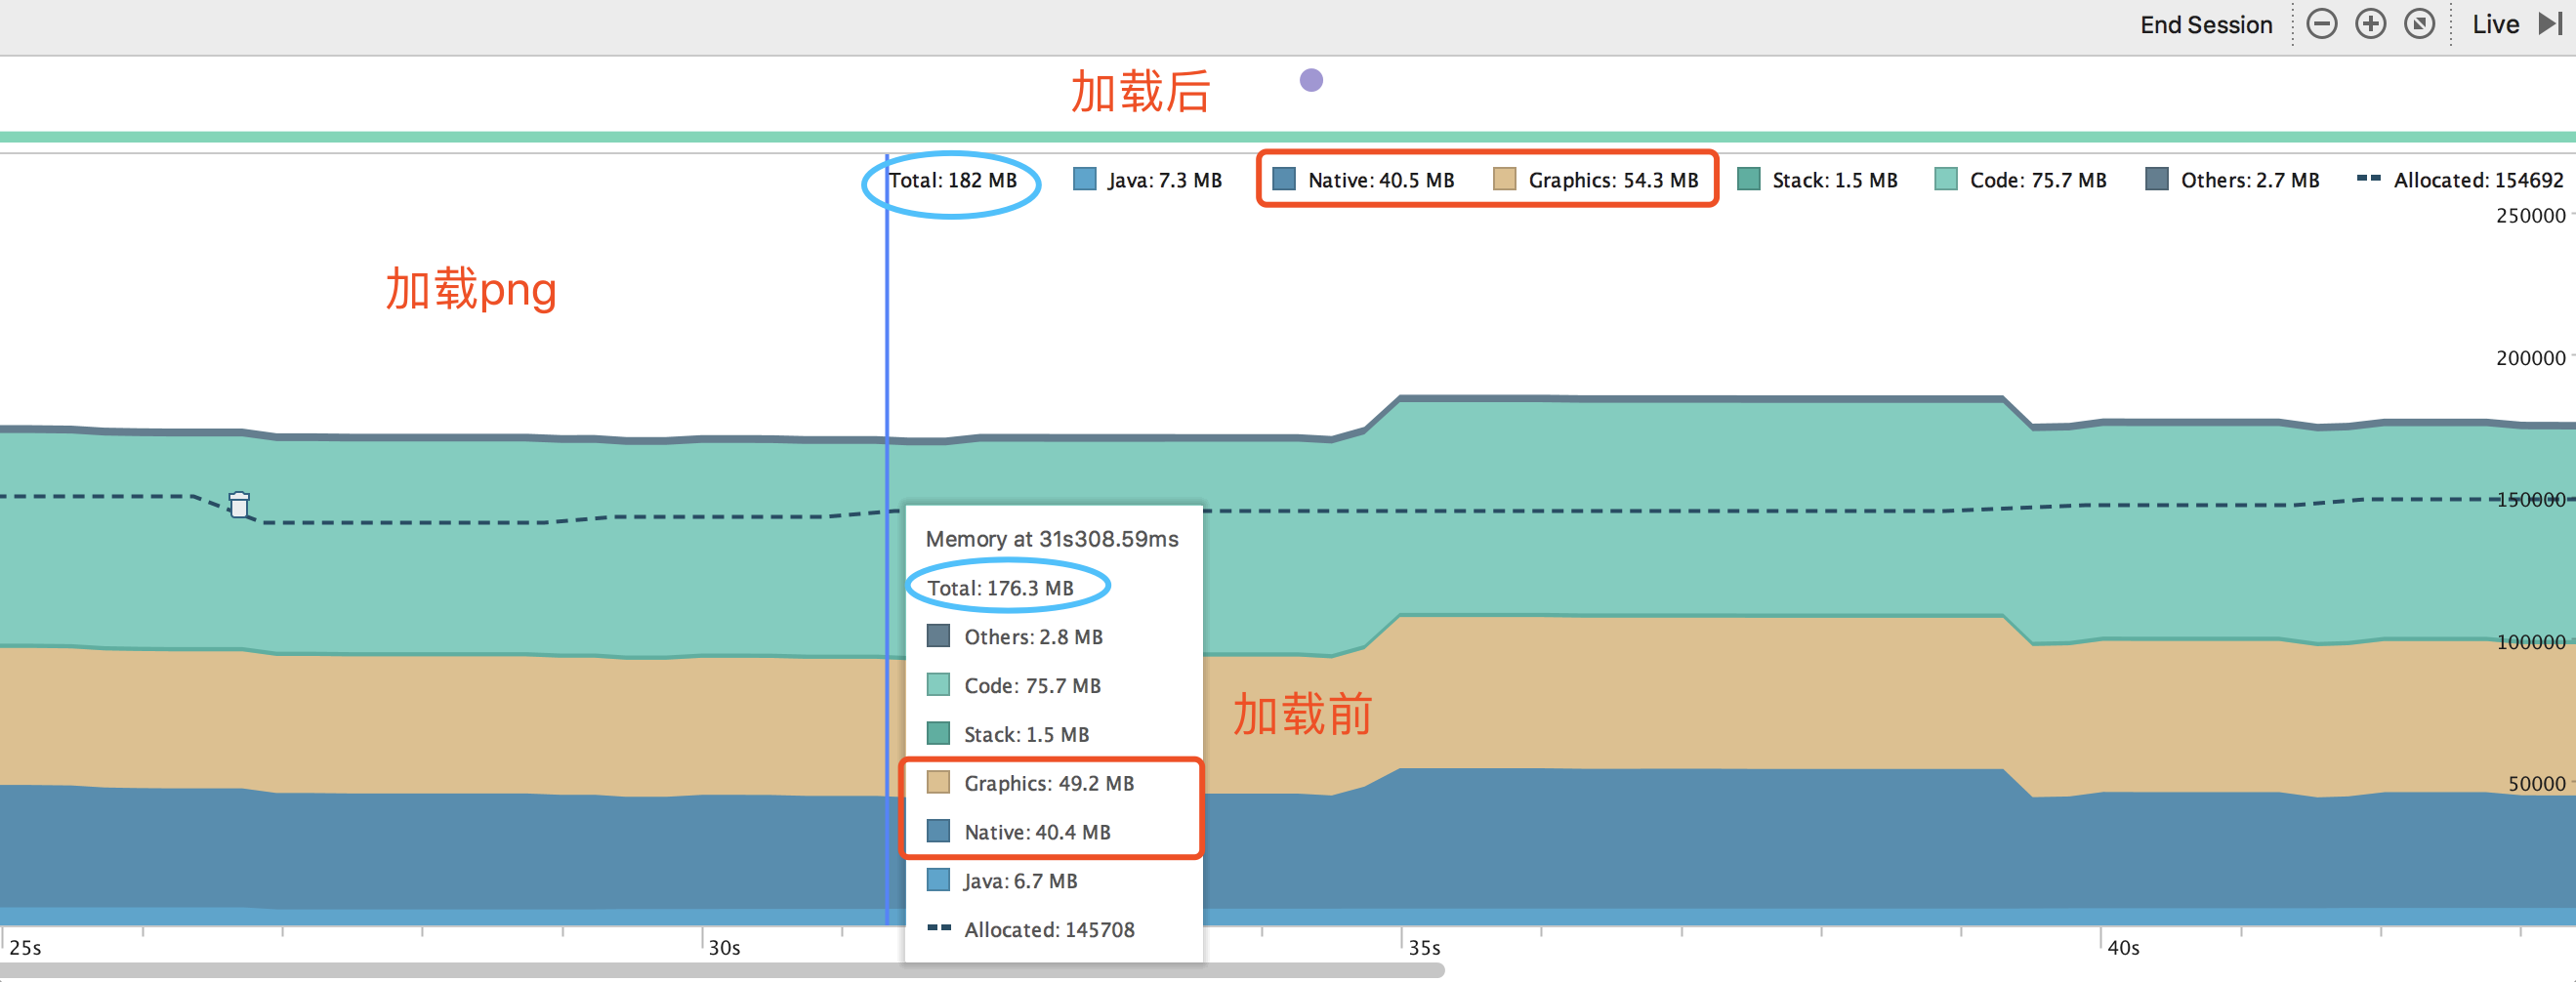 End Session Live
加载后
Total: 182 MB Java: 7.3 MB Native: 40.5 MB Graphics: 54.3 MB Stack: 1.5 MB Code: 75.7 MB Others: 2.7 MB Allocated: 154692
250000
加载png
200000
150000
Memory at 31s308.59ms
Total: 176.3 MB
Others: 2.8 MB
100000
Code: 75.7 MB
加载前
Stack: 1.5 MB
Graphics: 49.2 MB
50000
Native: 40.4 MB
Java: 6.7 MB
Allocated: 145708
25s 30s 35s 40s